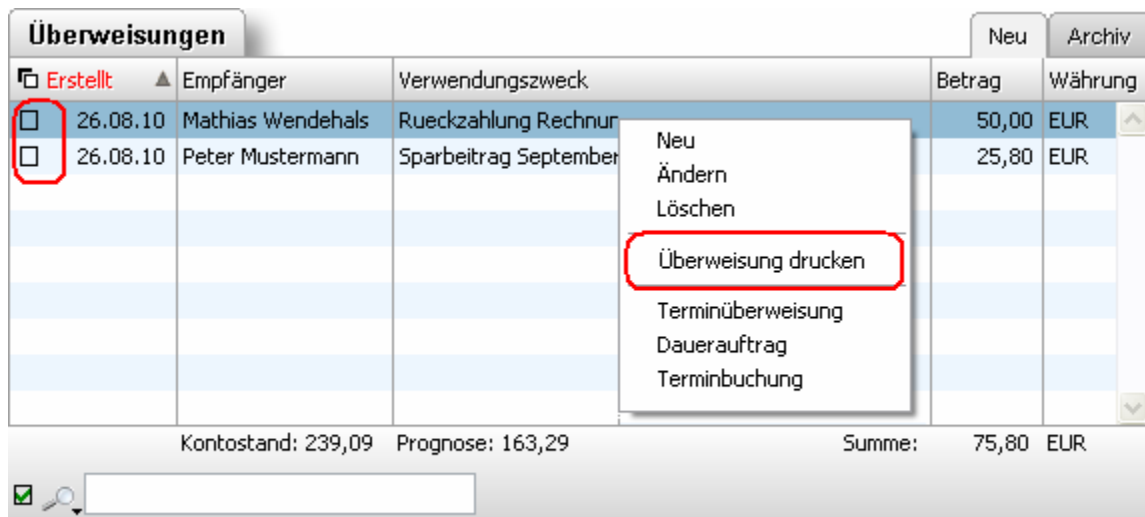 Überweisungen Neu Archiv
Erstellt Empfänger Verwendungszweck Betrag Währung
26.08.10 Mathias Wendehals Rueckzahlung Rechnun 50,00 EUR
26.08.10 Peter Mustermann Sparbeitrag September 25,80 EUR
Neu
Ändern
Löschen
Überweisung drucken
Terminüberweisung
Dauerauftrag
Terminbuchung
Kontostand: 239,09 Prognose: 163,29 Summe: 75,80 EUR